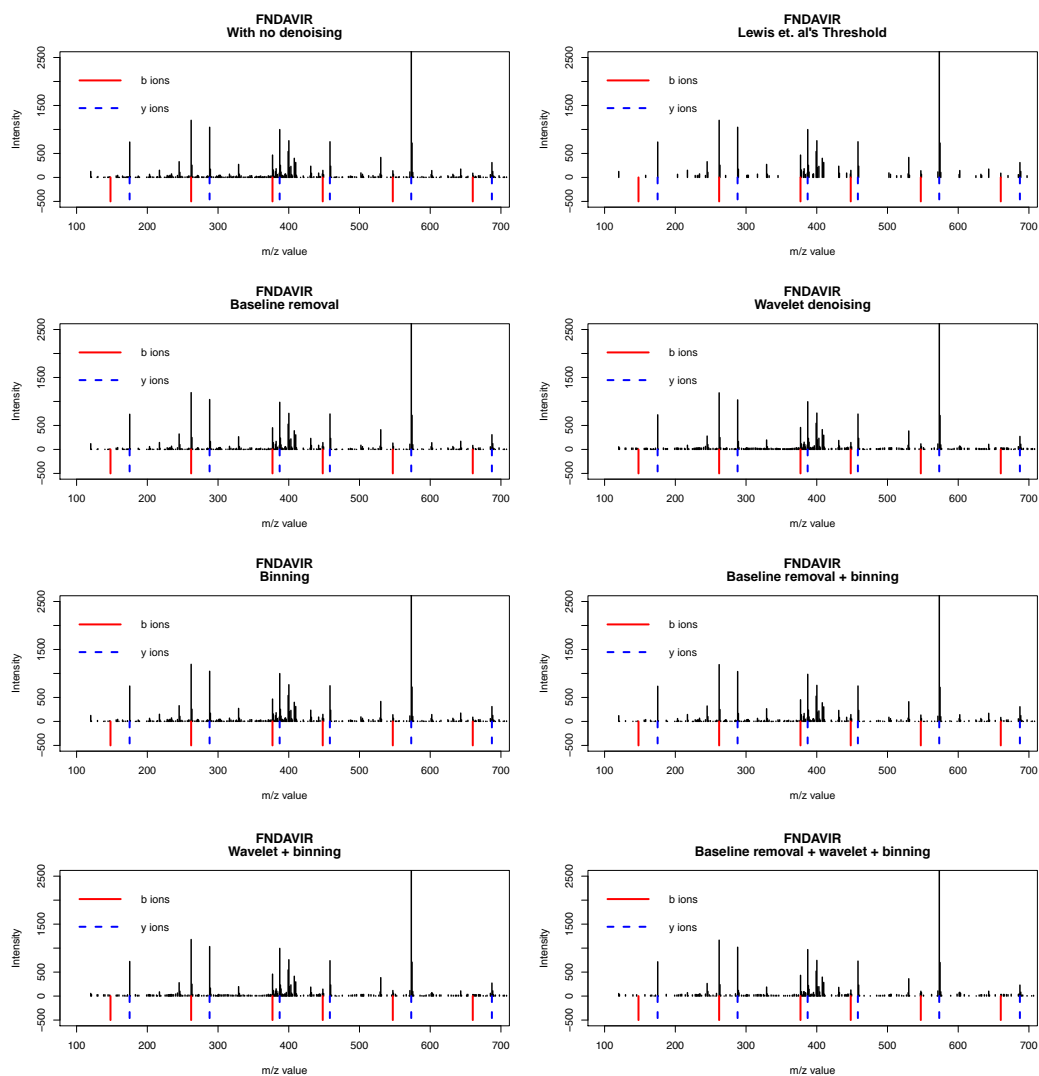 FNDAVIR
With no denoising
Intensity
2500
1500
500
0
−500
b ions
y ions
100 200 300 400 500 600 700
m/z value
FNDAVIR
Lewis et. al's Threshold
Intensity
2500
1500
500
0
−500
b ions
y ions
100 200 300 400 500 600 700
m/z value
FNDAVIR
Baseline removal
Intensity
2500
1500
500
0
−500
b ions
y ions
100 200 300 400 500 600 700
m/z value
FNDAVIR
Wavelet denoising
Intensity
2500
1500
500
0
−500
b ions
y ions
100 200 300 400 500 600 700
m/z value
FNDAVIR
Binning
Intensity
2500
1500
500
0
−500
b ions
y ions
100 200 300 400 500 600 700
m/z value
FNDAVIR
Baseline removal + binning
Intensity
2500
1500
500
0
−500
b ions
y ions
100 200 300 400 500 600 700
m/z value
FNDAVIR
Wavelet + binning
Intensity
2500
1500
500
0
−500
b ions
y ions
100 200 300 400 500 600 700
m/z value
FNDAVIR
Baseline removal + wavelet + binning
Intensity
2500
1500
500
0
−500
b ions
y ions
100 200 300 400 500 600 700
m/z value